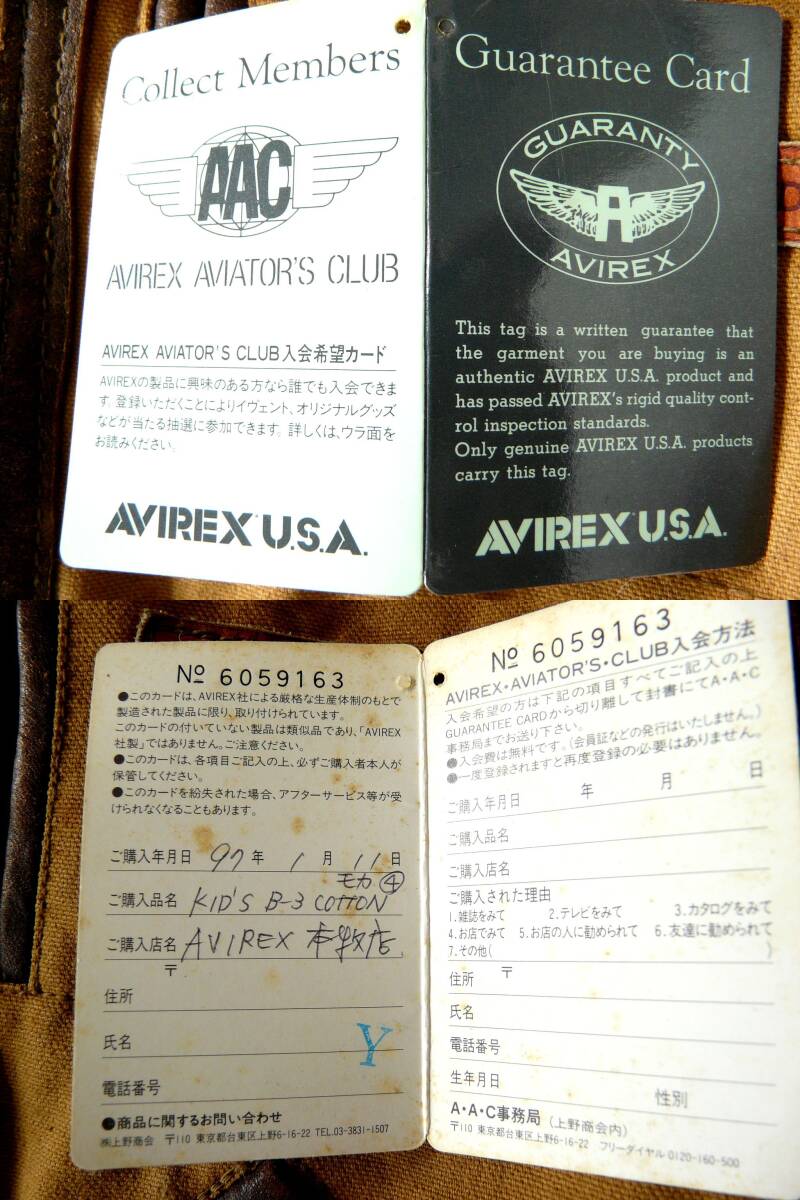 Collect Members
AAC
AVIREX AVIATOR'S CLUB
AVIREX AVIATOR'S CLUB入会希望カード
AVIREXの製品に興味のある方なら誰でも入会できま
す。登録いただくことによりイヴェント、オリジナルグッズ
などが当たる抽選に参加できます。詳しくは、ウラ面を
お読みください。
AVIREX U.S.A.
Guarantee Card
GUARANTY
A
AVIREX
This tag is a written guarantee that
the garment you are buying is an
authentic AVIREX U.S.A. product and
has passed AVIREX's rigid quality cont-
rol inspection standards.
Only genuine AVIREX U.S.A. products
carry this tag.
AVIREX U.S.A.
№ 6059163
●このカードは、AVIREX社による厳格な生産体制のもとで
製造された製品に限り、取り付けられています。
このカードの付いていない製品は類似品であり、「AVIREX
社製」ではありません。ご注意ください。
●このカードは、各項目ご記入の上、必ずご購入者本人が
保管してください。
●このカードを紛失された場合、アフターサービス等が受
けられなくなることもあります。
ご購入年月日 97年 1月 11日
モカ④
ご購入品名 KID'S B-3 COTTON
ご購入店名 AVIREX 本数店
〒
住所
氏名
Y
電話番号
●商品に関するお問い合わせ
㈱上野商会 〒110 東京都台東区上野6-16-22 TEL.03-3831-1507
№ 6059163
AVIREX・AVIATOR'S・CLUB入会方法
入会希望の方は下記の項目すべてご記入の上
GUARANTEE CARDから切り離して封書にてA・A・C
事務局までお送り下さい。
●入会費は無料です。(会員証などの発行はいたしません。)
●一度登録されますと再度登録の必要はありません。
ご購入年月日 年 月 日
ご購入品名
ご購入店名
ご購入された理由
1.雑誌をみて 2.テレビをみて 3.カタログをみて
4.お店でみて 5.お店の人に勧められて 6.友達に勧められて
7.その他( )
住所 〒
氏名
電話番号
生年月日 性別
A・A・C事務局(上野商会内)
〒110 東京都台東区上野6-16-22 フリーダイヤル 0120-160-500